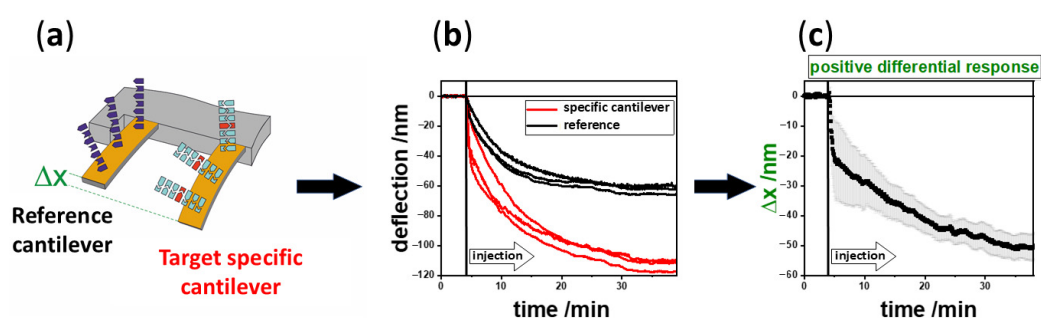 (a)
Δx
Reference
cantilever
Target specific
cantilever
(b)
deflection /nm
0
−20
−40
−60
−80
−100
−120
specific cantilever
reference
injection
0
10
20
30
time /min
(c)
positive differential response
Δx /nm
0
−10
−20
−30
−40
−50
−60
injection
0
10
20
30
time /min